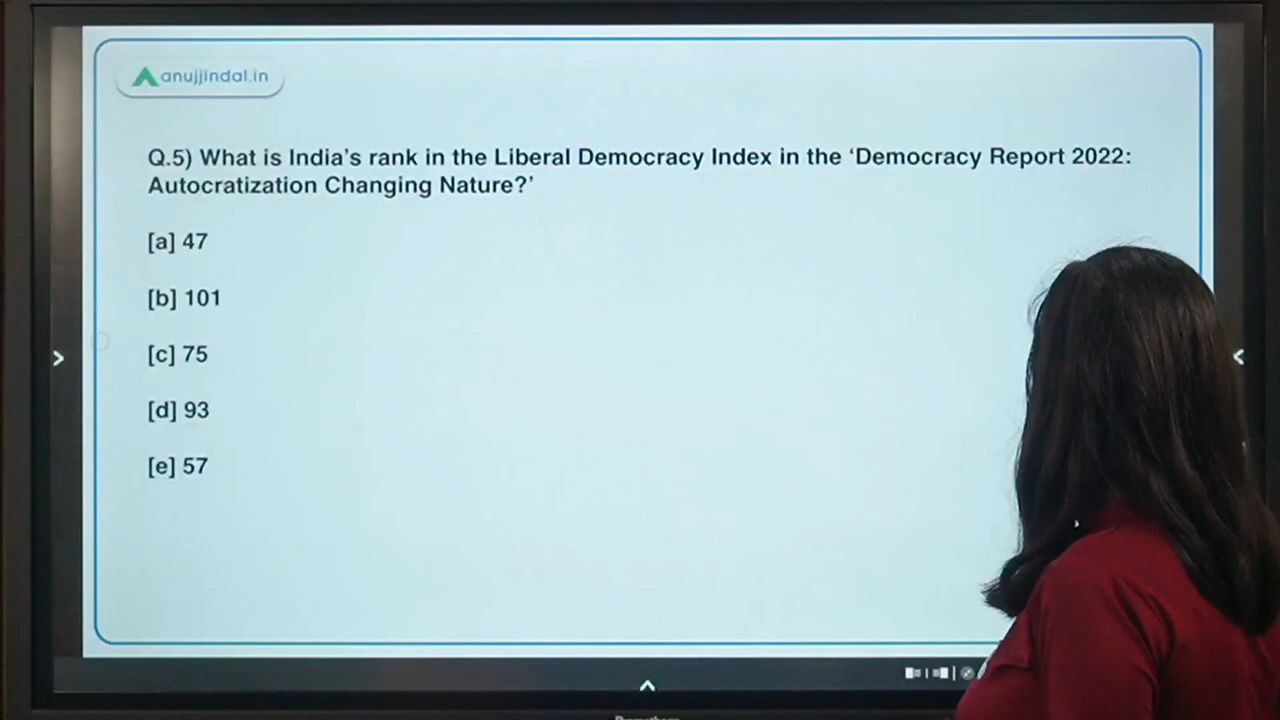 anujjindal.in
Q.5) What is India's rank in the Liberal Democracy Index in the ‘Democracy Report 2022:
Autocratization Changing Nature?’
[a] 47
[b] 101
[c] 75
[d] 93
[e] 57